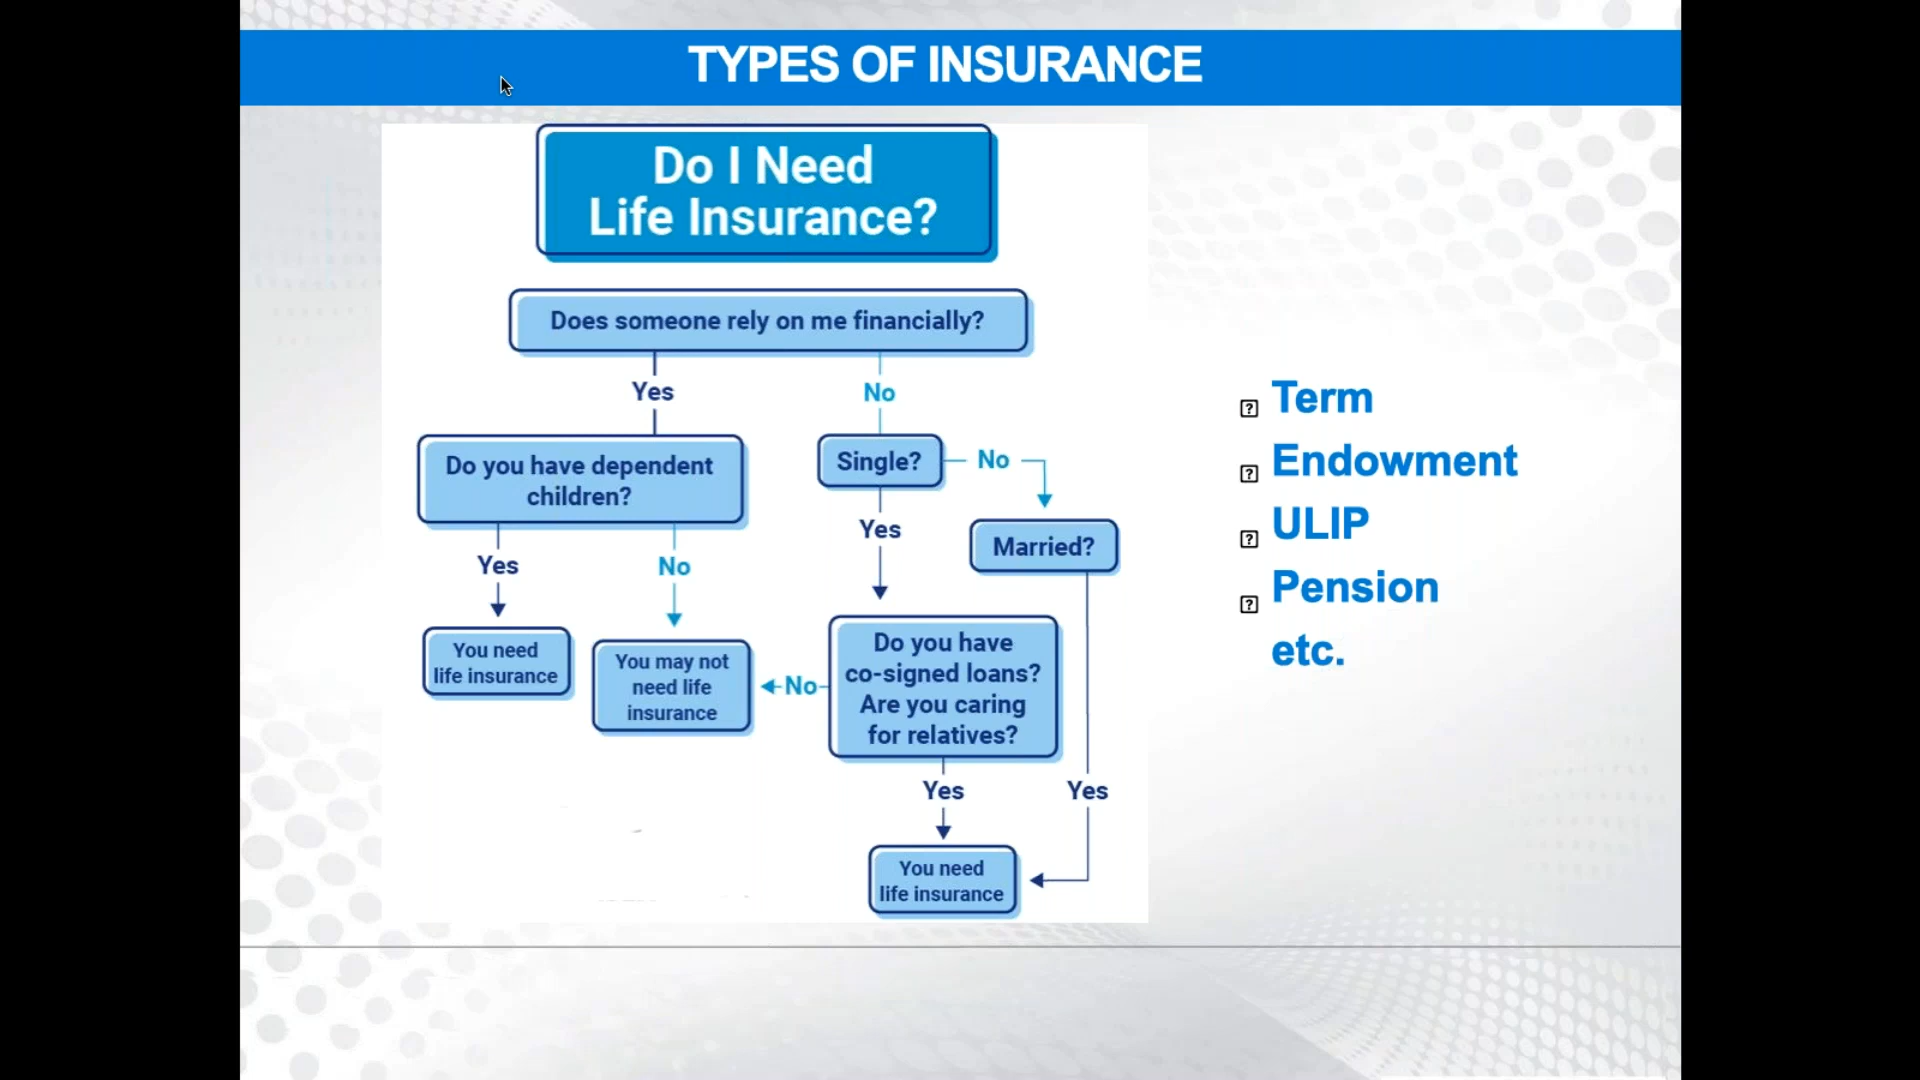 TYPES OF INSURANCE
Do I Need
Life Insurance?
Does someone rely on me financially?
Yes
No
Do you have dependent
children?
Single?
No
Yes
Married?
Yes
No
You need
life insurance
You may not
need life
insurance
No
Do you have
co-signed loans?
Are you caring
for relatives?
Yes
Yes
You need
life insurance
Term
Endowment
ULIP
Pension
etc.